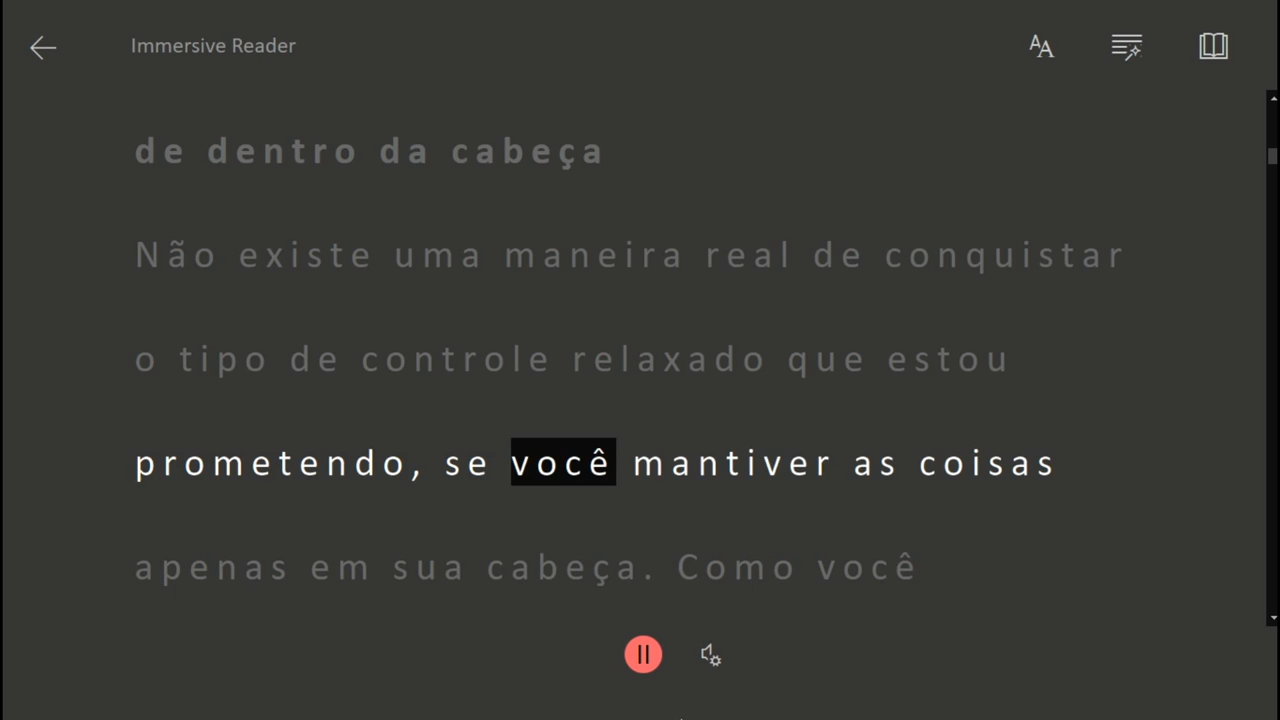 Immersive Reader
de dentro da cabeça
Não existe uma maneira real de conquistar
o tipo de controle relaxado que estou
prometendo, se você mantiver as coisas
apenas em sua cabeça. Como você